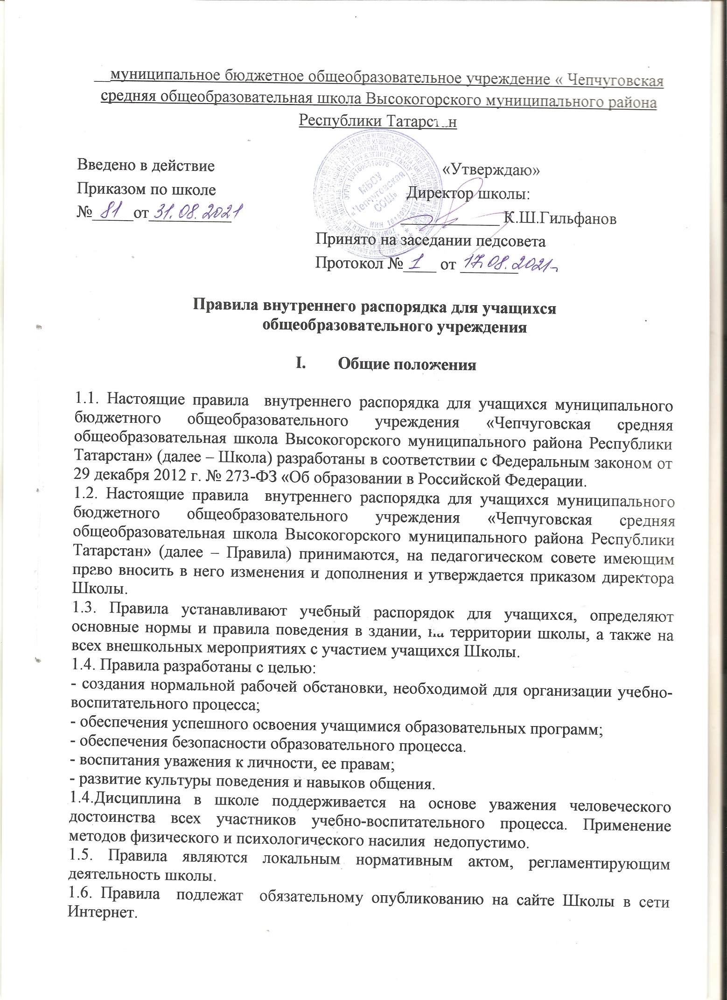 __муниципальное бюджетное общеобразовательное учреждение « Чепчуговская
средняя общеобразовательная школа Высокогорского муниципального района
Республики Татарстан
Введено в действие
«Утверждаю»
Приказом по школе
Директор школы:
№ 81 от 31.08.2021
К.Ш.Гильфанов
МБОУ
«Чепчуговская
СОШ»
Принято на заседании педсовета
Протокол № 1 от 17.08.2021
Правила внутреннего распорядка для учащихся
общеобразовательного учреждения
I. Общие положения
1.1. Настоящие правила внутреннего распорядка для учащихся муниципального
бюджетного общеобразовательного учреждения «Чепчуговская средняя
общеобразовательная школа Высокогорского муниципального района Республики
Татарстан» (далее – Школа) разработаны в соответствии с Федеральным законом от
29 декабря 2012 г. № 273-ФЗ «Об образовании в Российской Федерации.
1.2. Настоящие правила внутреннего распорядка для учащихся муниципального
бюджетного общеобразовательного учреждения «Чепчуговская средняя
общеобразовательная школа Высокогорского муниципального района Республики
Татарстан» (далее – Правила) принимаются, на педагогическом совете имеющим
право вносить в него изменения и дополнения и утверждается приказом директора
Школы.
1.3. Правила устанавливают учебный распорядок для учащихся, определяют
основные нормы и правила поведения в здании, на территории школы, а также на
всех внешкольных мероприятиях с участием учащихся Школы.
1.4. Правила разработаны с целью:
- создания нормальной рабочей обстановки, необходимой для организации учебно-
воспитательного процесса;
- обеспечения успешного освоения учащимися образовательных программ;
- обеспечения безопасности образовательного процесса.
- воспитания уважения к личности, ее правам;
- развитие культуры поведения и навыков общения.
1.4.Дисциплина в школе поддерживается на основе уважения человеческого
достоинства всех участников учебно-воспитательного процесса. Применение
методов физического и психологического насилия недопустимо.
1.5. Правила являются локальным нормативным актом, регламентирующим
деятельность школы.
1.6. Правила подлежат обязательному опубликованию на сайте Школы в сети
Интернет.